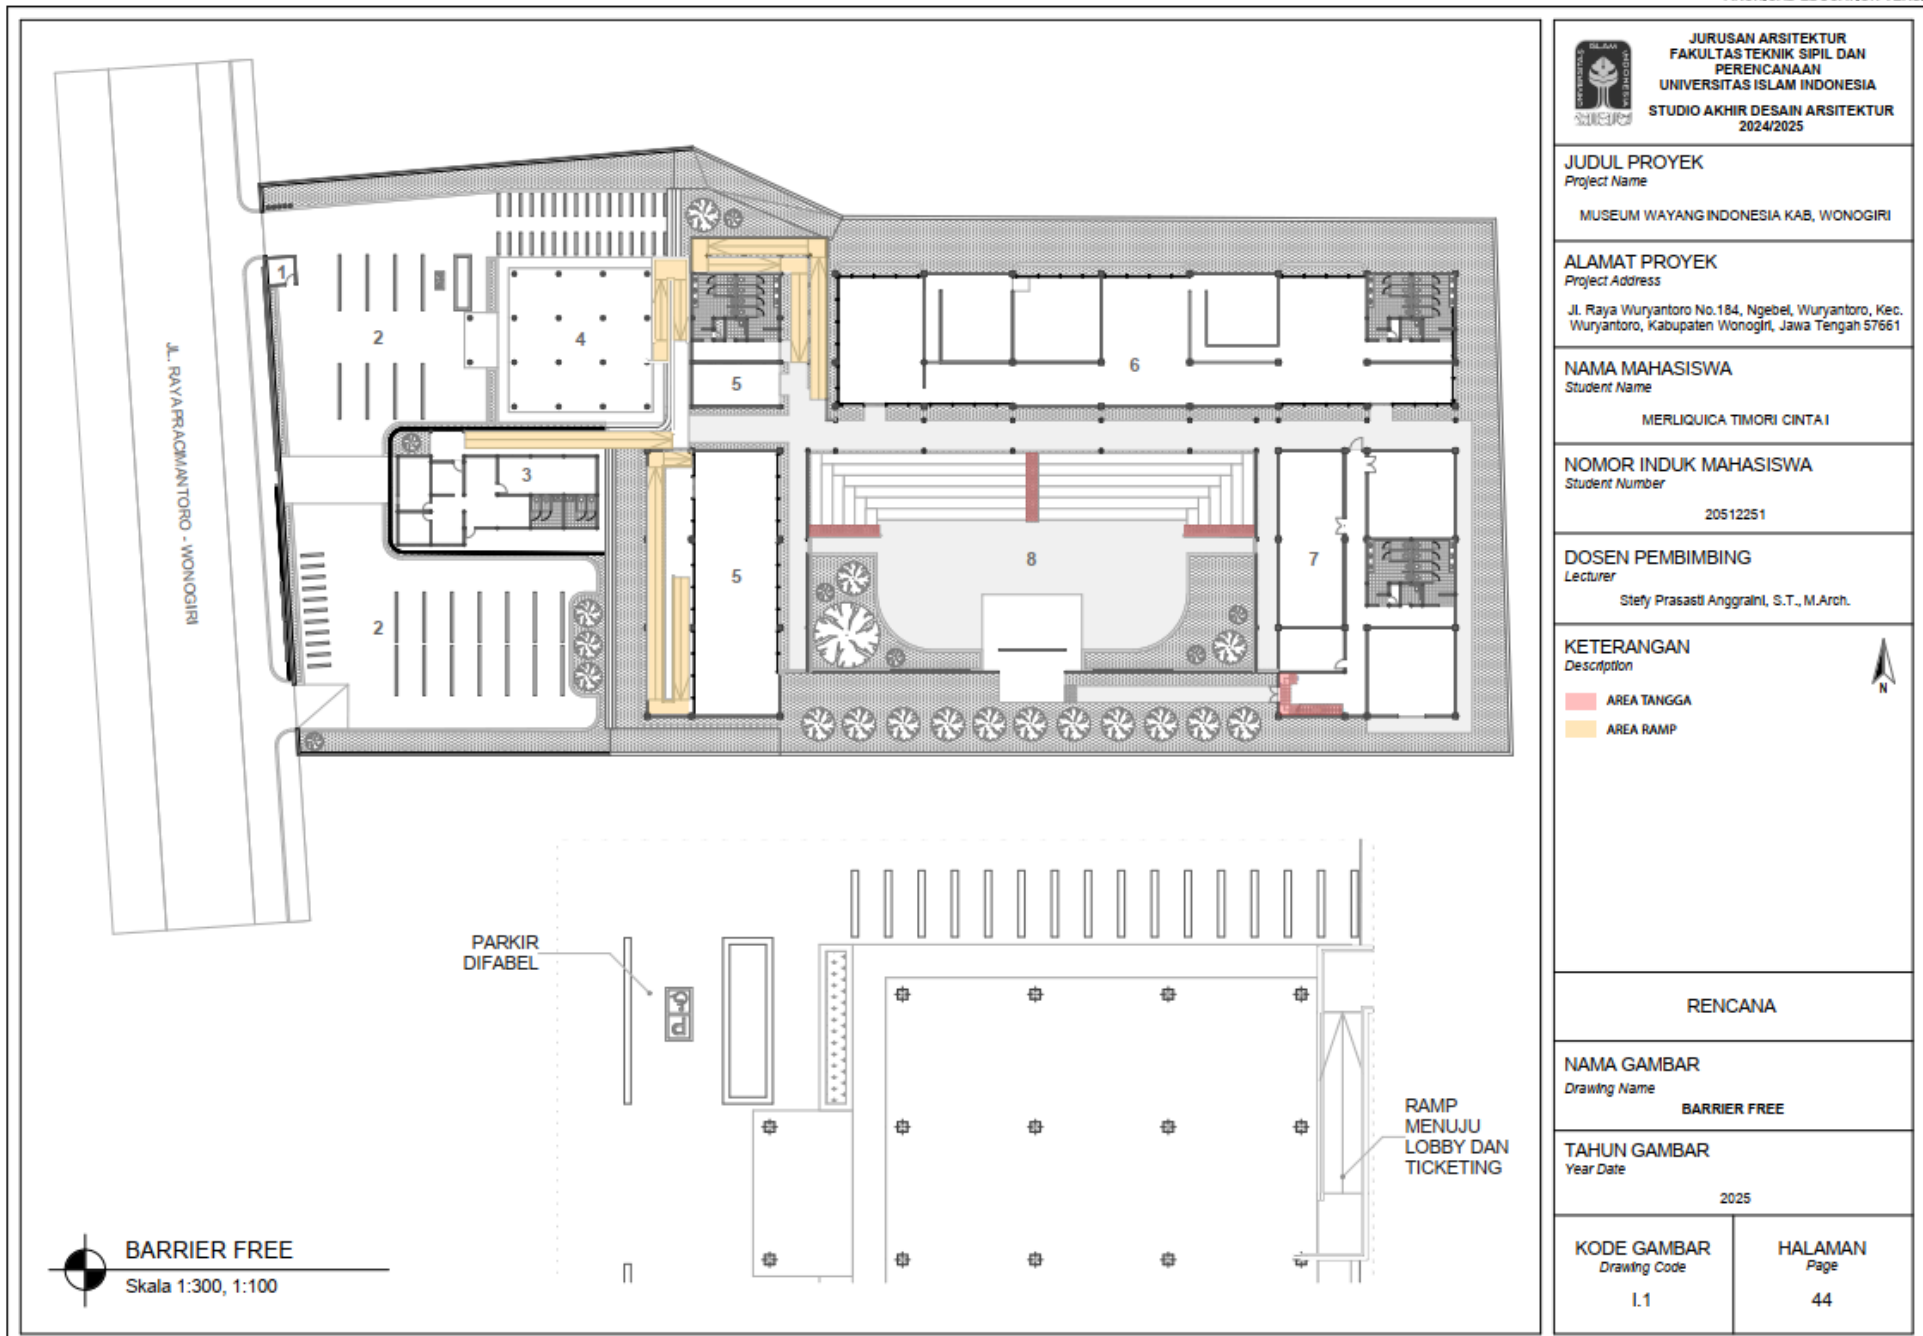 JURUSAN ARSITEKTUR
FAKULTAS TEKNIK SIPIL DAN
PERENCANAAN
UNIVERSITAS ISLAM INDONESIA
STUDIO AKHIR DESAIN ARSITEKTUR
2024/2025
ISLAM
UNIVERSITAS
INDONESIA
JUDUL PROYEK
Project Name
MUSEUM WAYANG INDONESIA KAB, WONOGIRI
ALAMAT PROYEK
Project Address
Jl. Raya Wuryantoro No.184, Ngebel, Wuryantoro, Kec.
Wuryantoro, Kabupaten Wonogiri, Jawa Tengah 57661
NAMA MAHASISWA
Student Name
MERLIQUICA TIMORI CINTA I
NOMOR INDUK MAHASISWA
Student Number
20512251
DOSEN PEMBIMBING
Lecturer
Stefy Prasasti Anggraini, S.T., M.Arch.
KETERANGAN
Description
N
AREA TANGGA
AREA RAMP
RENCANA
NAMA GAMBAR
Drawing Name
BARRIER FREE
TAHUN GAMBAR
Year Date
2025
KODE GAMBAR
Drawing Code
I.1
HALAMAN
Page
44
JL. RAYA PRACIMANTORO - WONOGIRI
1
2
4
5
6
3
5
8
7
2
PARKIR
DIFABEL
RAMP
MENUJU
LOBBY DAN
TICKETING
BARRIER FREE
Skala 1:300, 1:100